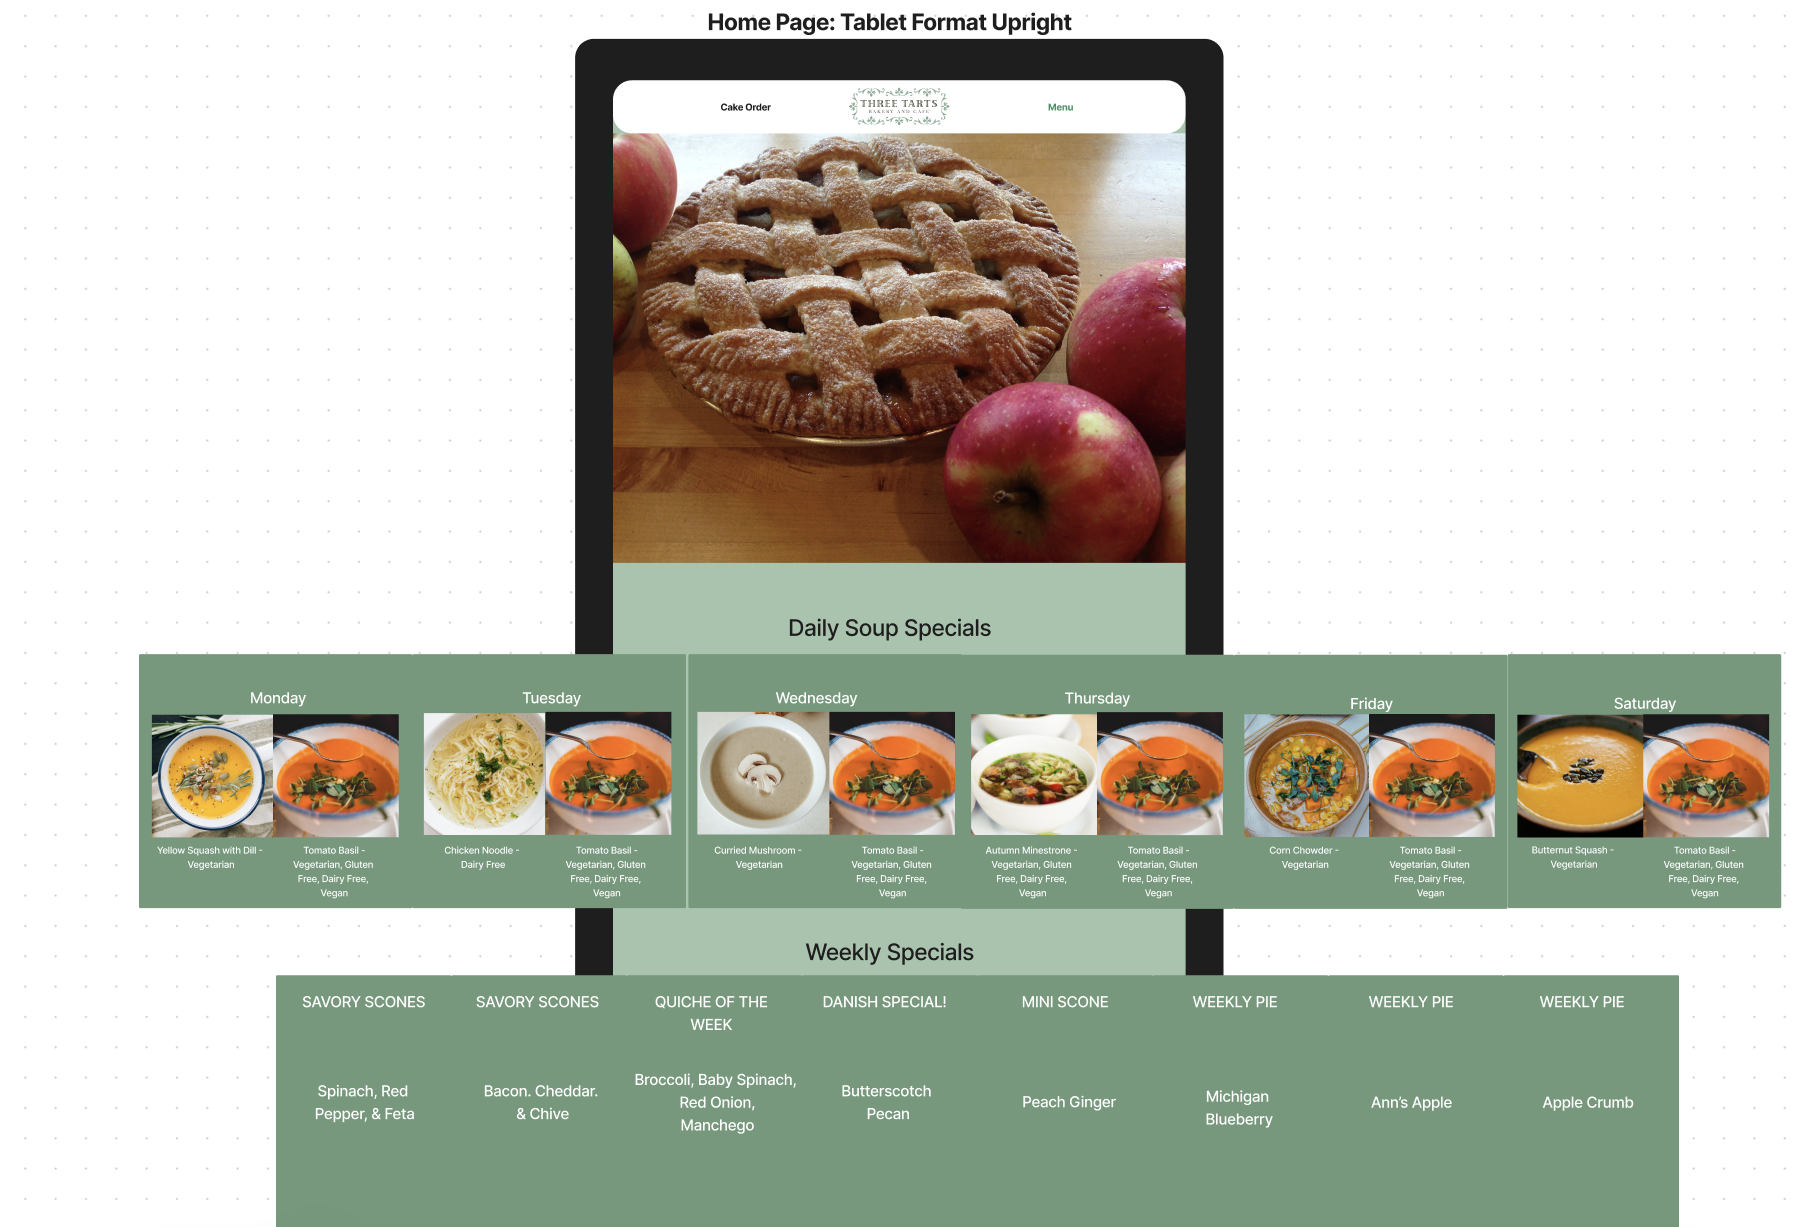 Home Page: Tablet Format Upright
Cake Order
THREE TARTS
BAKERY AND CAFE
Menu
Daily Soup Specials
Monday
Yellow Squash with Dill -
Vegetarian
Tomato Basil -
Vegetarian, Gluten
Free, Dairy Free,
Vegan
Tuesday
Chicken Noodle -
Dairy Free
Tomato Basil -
Vegetarian, Gluten
Free, Dairy Free,
Vegan
Wednesday
Curried Mushroom -
Vegetarian
Tomato Basil -
Vegetarian, Gluten
Free, Dairy Free,
Vegan
Thursday
Autumn Minestrone -
Vegetarian, Gluten
Free, Dairy Free,
Vegan
Tomato Basil -
Vegetarian, Gluten
Free, Dairy Free,
Vegan
Friday
Corn Chowder -
Vegetarian
Tomato Basil -
Vegetarian, Gluten
Free, Dairy Free,
Vegan
Saturday
Butternut Squash -
Vegetarian
Tomato Basil -
Vegetarian, Gluten
Free, Dairy Free,
Vegan
Weekly Specials
SAVORY SCONES
Spinach, Red
Pepper, & Feta
SAVORY SCONES
Bacon. Cheddar.
& Chive
QUICHE OF THE
WEEK
Broccoli, Baby Spinach,
Red Onion,
Manchego
DANISH SPECIAL!
Butterscotch
Pecan
MINI SCONE
Peach Ginger
WEEKLY PIE
Michigan
Blueberry
WEEKLY PIE
Ann's Apple
WEEKLY PIE
Apple Crumb